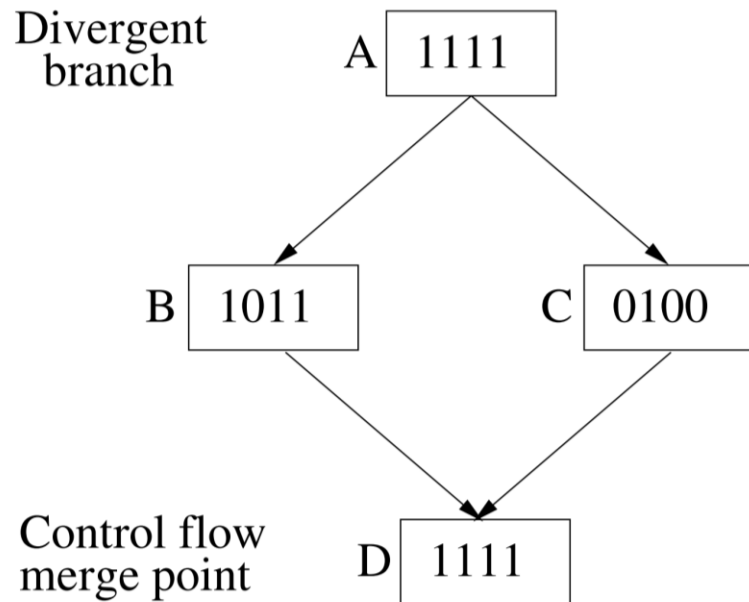 Divergent
branch
A 1111
B 1011
C 0100
Control flow
merge point
D 1111